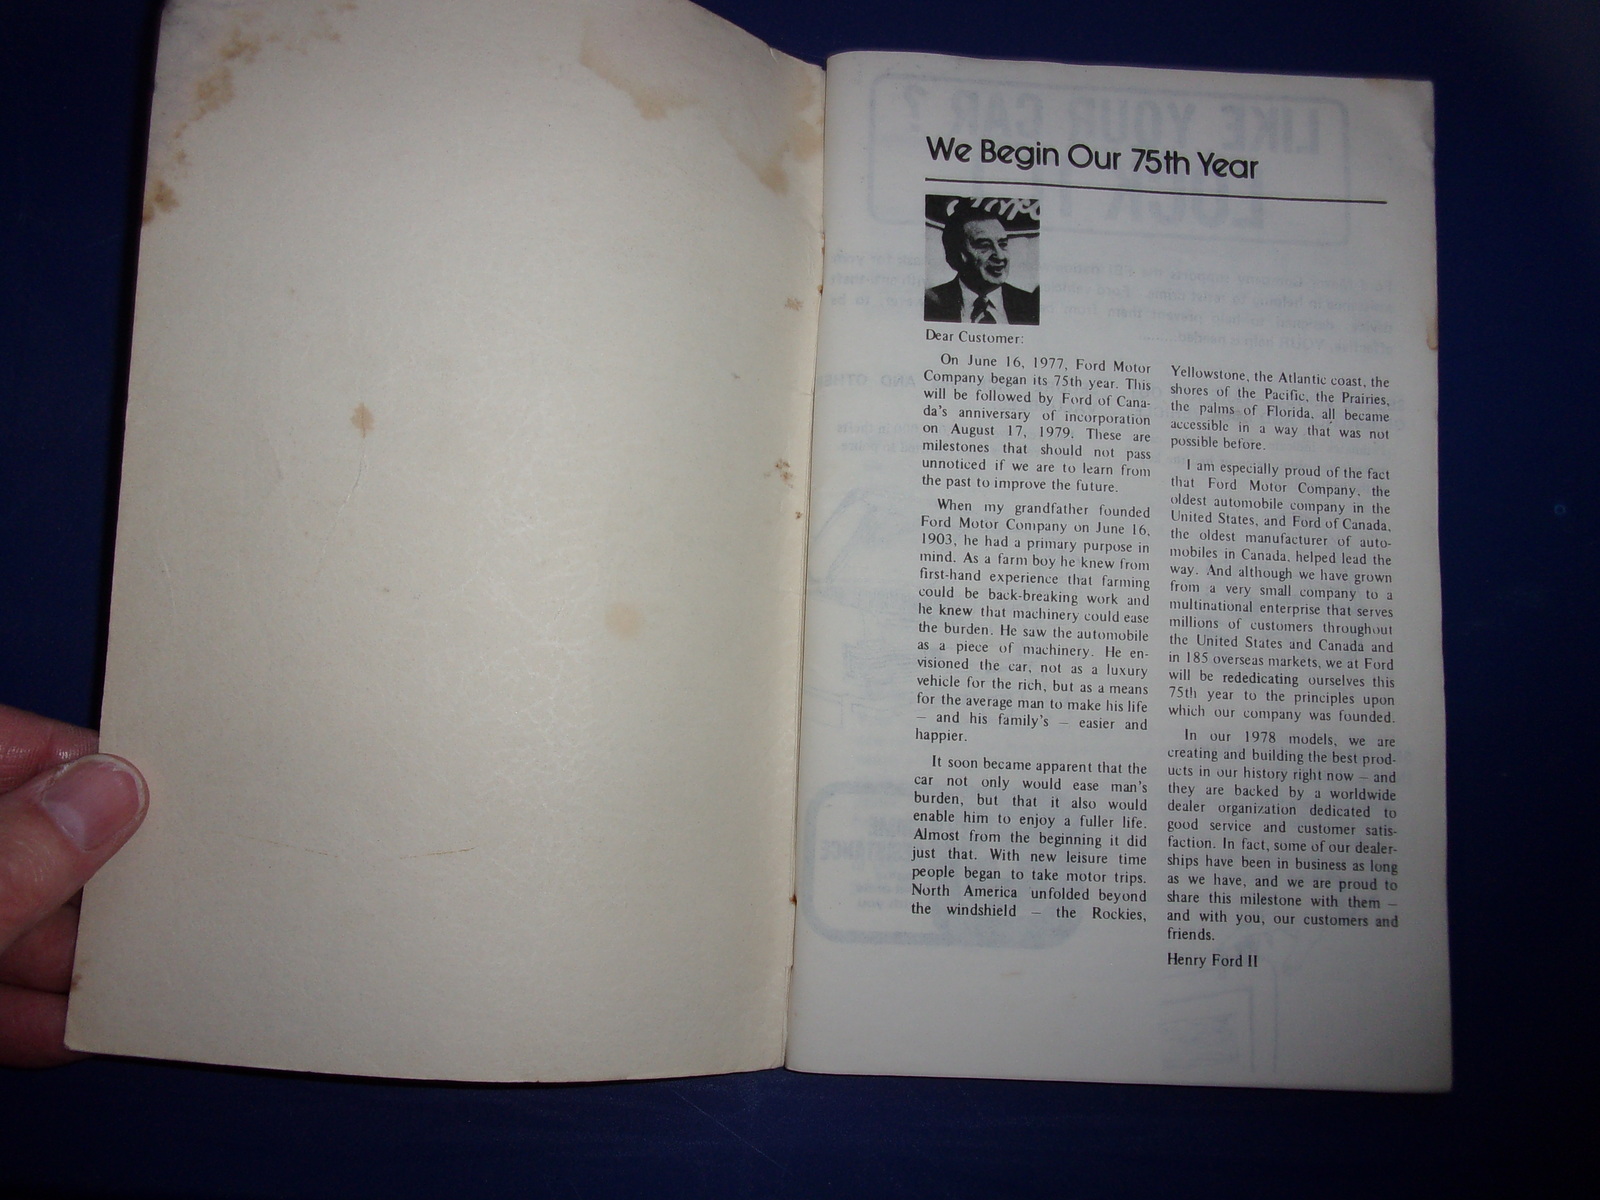 We Begin Our 75th Year
Dear Customer:
On June 16, 1977, Ford Motor
Company began its 75th year. This
will be followed by Ford of Cana-
da's anniversary of incorporation
on August 17, 1979. These are
milestones that should not pass
unnoticed if we are to learn from
the past to improve the future.
When my grandfather founded
Ford Motor Company on June 16,
1903, he had a primary purpose in
mind. As a farm boy he knew from
first-hand experience that farming
could be back-breaking work and
he knew that machinery could ease
the burden. He saw the automobile
as a piece of machinery. He en-
visioned the car, not as a luxury
vehicle for the rich, but as a means
for the average man to make his life
— and his family's — easier and
happier.
It soon became apparent that the
car not only would ease man's
burden, but that it also would
enable him to enjoy a fuller life.
Almost from the beginning it did
just that. With new leisure time
people began to take motor trips.
North America unfolded beyond
the windshield — the Rockies,
Yellowstone, the Atlantic coast, the
shores of the Pacific, the Prairies,
the palms of Florida, all became
accessible in a way that was not
possible before.
I am especially proud of the fact
that Ford Motor Company, the
oldest automobile company in the
United States, and Ford of Canada,
the oldest manufacturer of auto-
mobiles in Canada, helped lead the
way. And although we have grown
from a very small company to a
multinational enterprise that serves
millions of customers throughout
the United States and Canada and
in 185 overseas markets, we at Ford
will be rededicating ourselves this
75th year to the principles upon
which our company was founded.
In our 1978 models, we are
creating and building the best prod-
ucts in our history right now — and
they are backed by a worldwide
dealer organization dedicated to
good service and customer satis-
faction. In fact, some of our dealer-
ships have been in business as long
as we have, and we are proud to
share this milestone with them —
and with you, our customers and
friends.
Henry Ford II